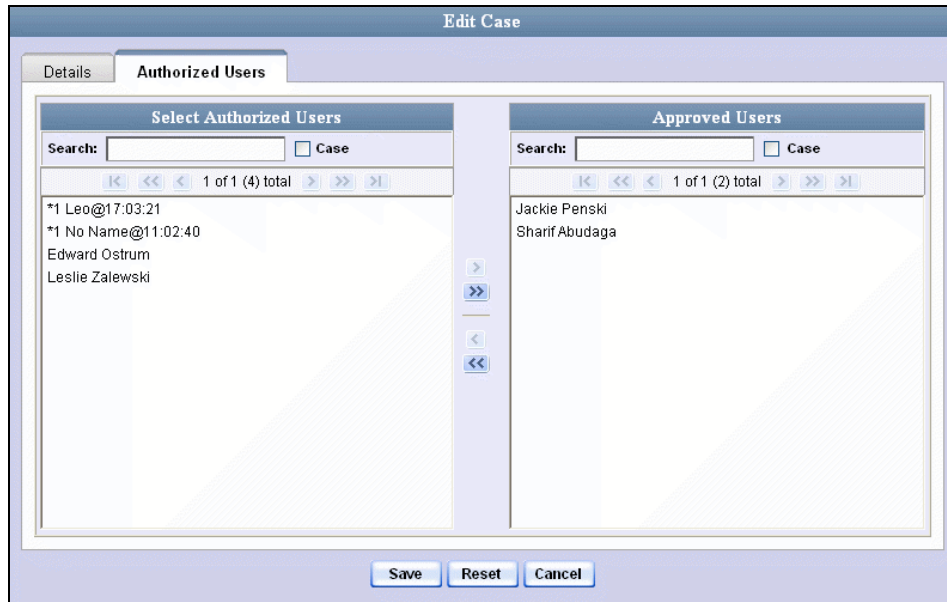 Edit Case
Details
Authorized Users
Select Authorized Users
Search:
Case
|< << < 1 of 1 (4) total > >> >|
*1 Leo@17:03:21
*1 No Name@11:02:40
Edward Ostrum
Leslie Zalewski
>
>>
<
<<
Approved Users
Search:
Case
|< << < 1 of 1 (2) total > >> >|
Jackie Penski
Sharif Abudaga
Save
Reset
Cancel